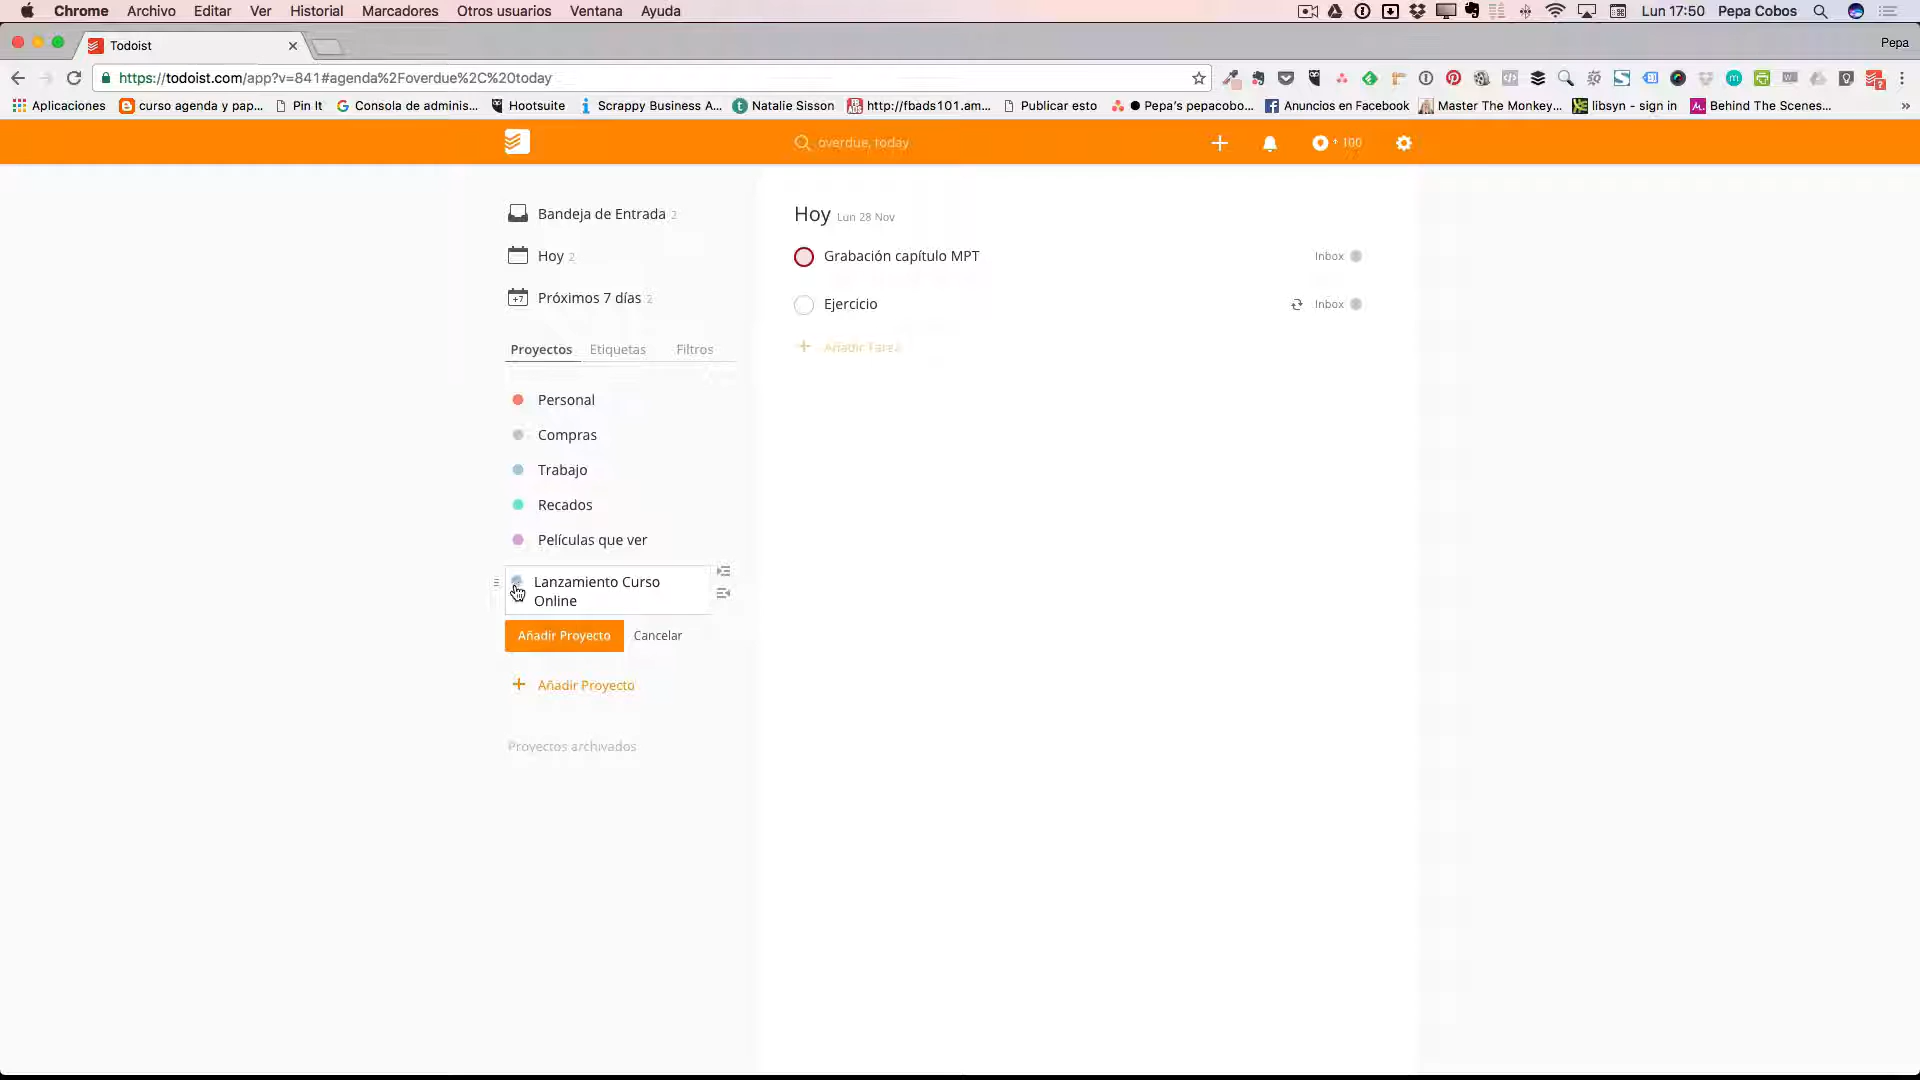 Chrome Archivo Editar Ver Historial Marcadores Otros usuarios Ventana Ayuda Lun 17:50 Pepa Cobos
Todoist Pepa
https://todoist.com/app?v=841#agenda%2Foverdue%2C%20today
Aplicaciones curso agenda y pap... Pin It Consola de adminis... Hootsuite Scrappy Business A... Natalie Sisson http://fbads101.am... Publicar esto Pepa's pepacobo... Anuncios en Facebook Master The Monkey... libsyn - sign in Behind The Scenes... »
overdue, today 100
Bandeja de Entrada 2
Hoy 2
Próximos 7 días 2
Proyectos Etiquetas Filtros
Personal
Compras
Trabajo
Recados
Películas que ver
Lanzamiento Curso
Online
Añadir Proyecto Cancelar
+ Añadir Proyecto
Proyectos archivados
Hoy Lun 28 Nov
Grabación capítulo MPT Inbox
Ejercicio Inbox
+ Añadir Tarea